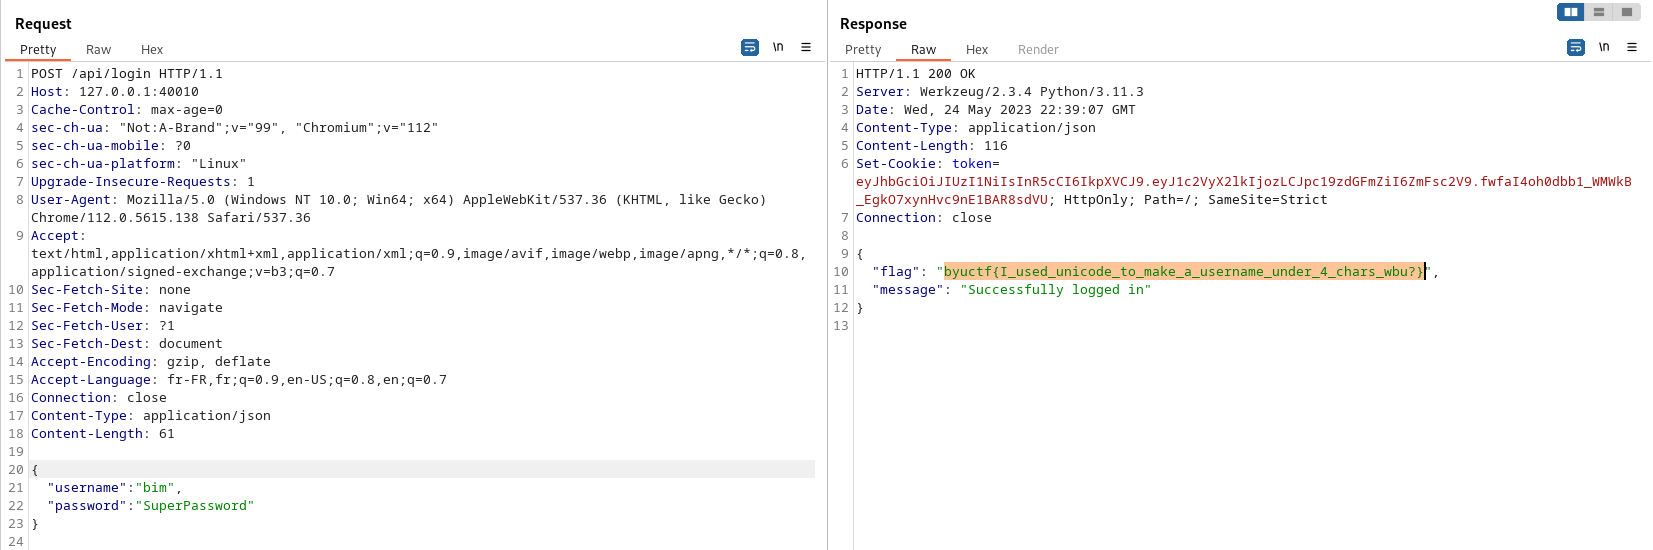 Request
Pretty Raw Hex
\n
1 POST /api/login HTTP/1.1
2 Host: 127.0.0.1:40010
3 Cache-Control: max-age=0
4 sec-ch-ua: "Not:A-Brand";v="99", "Chromium";v="112"
5 sec-ch-ua-mobile: ?0
6 sec-ch-ua-platform: "Linux"
7 Upgrade-Insecure-Requests: 1
8 User-Agent: Mozilla/5.0 (Windows NT 10.0; Win64; x64) AppleWebKit/537.36 (KHTML, like Gecko)
Chrome/112.0.5615.138 Safari/537.36
9 Accept:
text/html,application/xhtml+xml,application/xml;q=0.9,image/avif,image/webp,image/apng,*/*;q=0.8,
application/signed-exchange;v=b3;q=0.7
10 Sec-Fetch-Site: none
11 Sec-Fetch-Mode: navigate
12 Sec-Fetch-User: ?1
13 Sec-Fetch-Dest: document
14 Accept-Encoding: gzip, deflate
15 Accept-Language: fr-FR,fr;q=0.9,en-US;q=0.8,en;q=0.7
16 Connection: close
17 Content-Type: application/json
18 Content-Length: 61
19
20 {
21 "username":"bim",
22 "password":"SuperPassword"
23 }
24
Response
Pretty Raw Hex Render
\n
1 HTTP/1.1 200 OK
2 Server: Werkzeug/2.3.4 Python/3.11.3
3 Date: Wed, 24 May 2023 22:39:07 GMT
4 Content-Type: application/json
5 Content-Length: 116
6 Set-Cookie: token=
eyJhbGciOiJIUzI1NiIsInR5cCI6IkpXVCJ9.eyJ1c2VyX2lkIjozLCJpc19zdGFmZiI6ZmFsc2V9.fwfaI4oh0dbb1_WMWkB
_EgkO7xynHvc9nE1BAR8sdVU; HttpOnly; Path=/; SameSite=Strict
7 Connection: close
8
9 {
10 "flag": "byuctf{I_used_unicode_to_make_a_username_under_4_chars_wbu?}",
11 "message": "Successfully logged in"
12 }
13